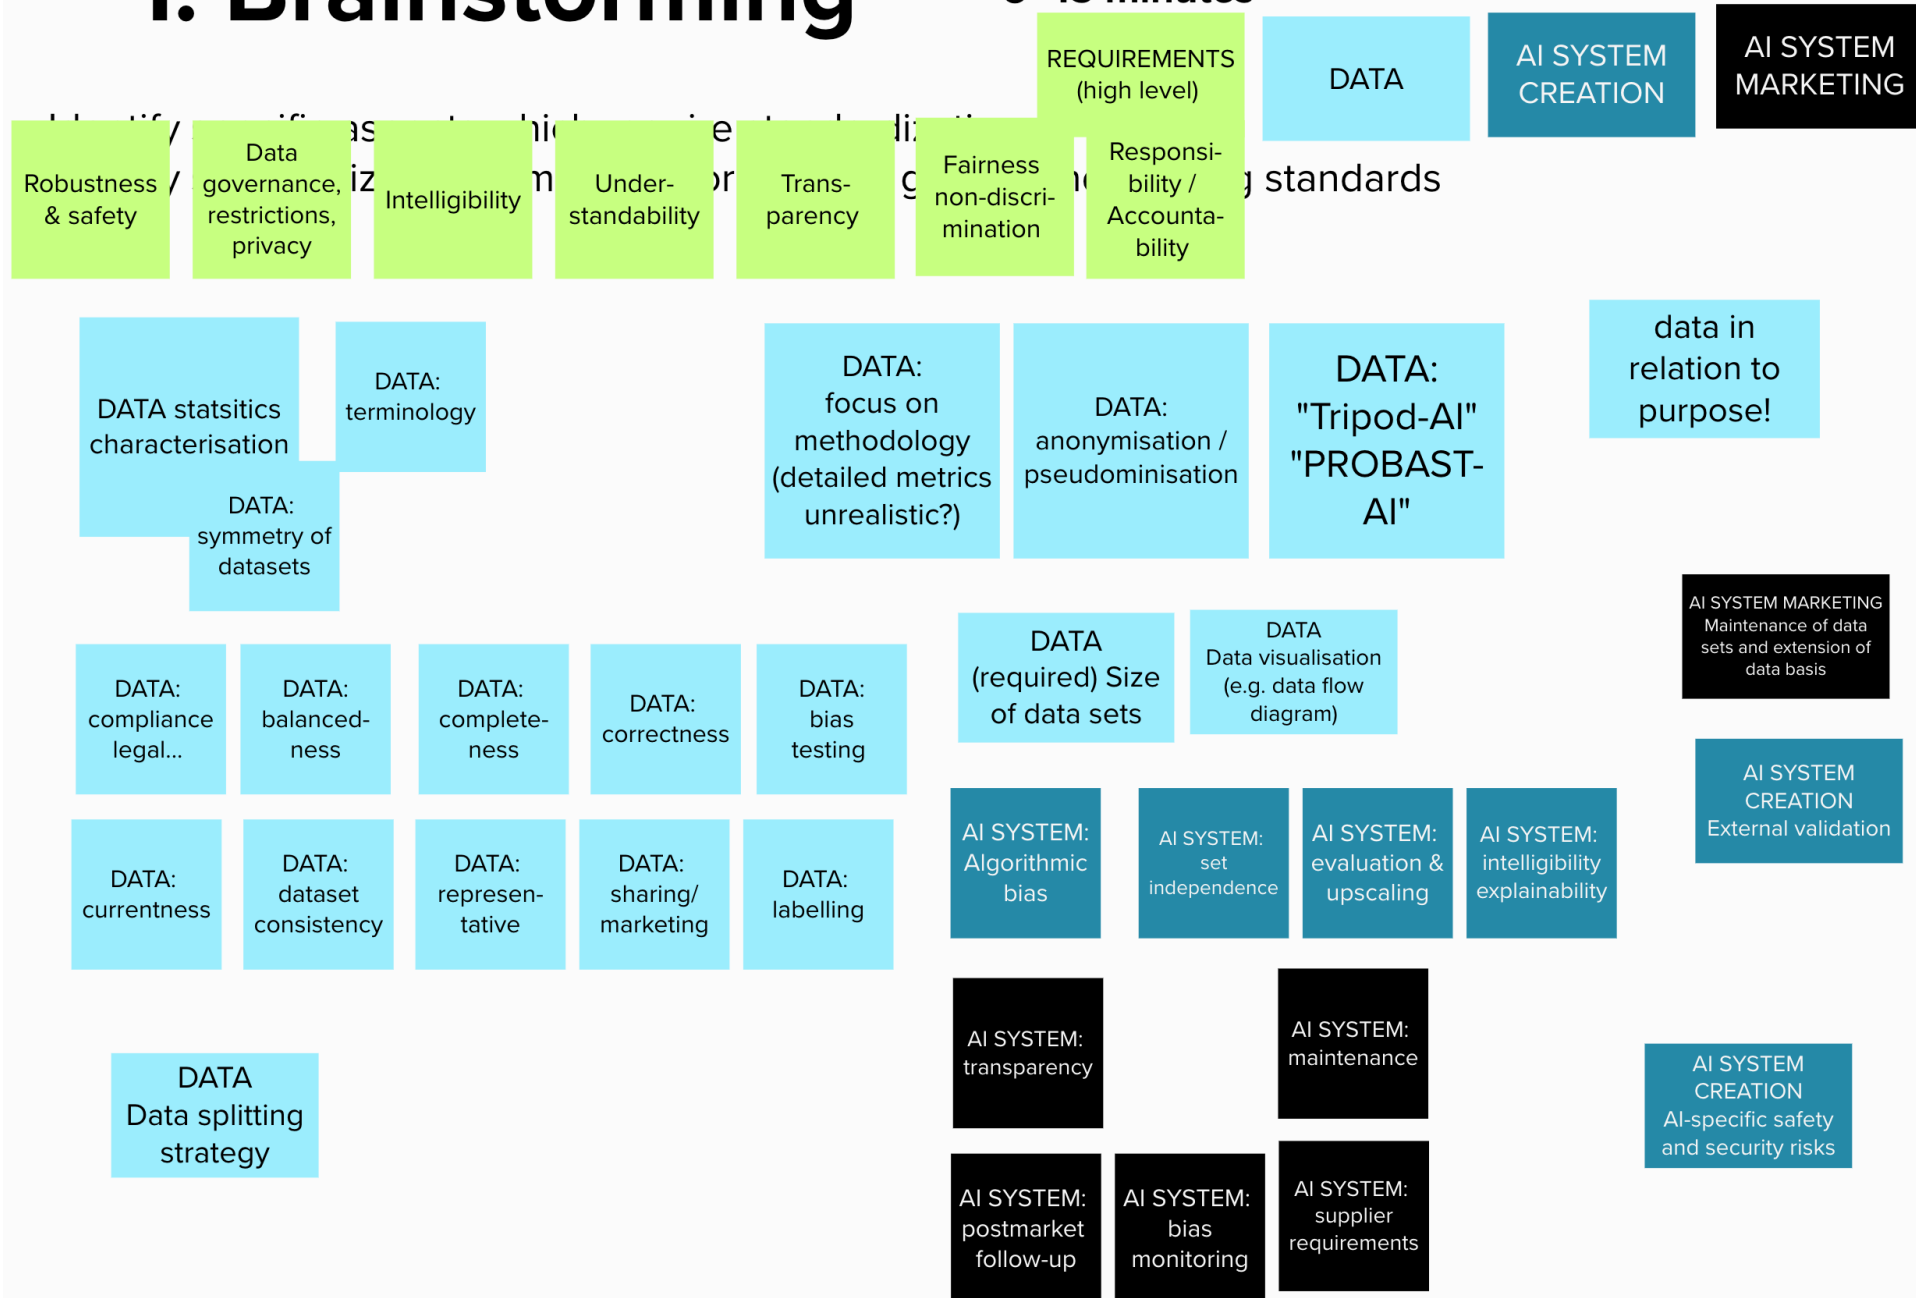 1. Brainstorming
minutes
REQUIREMENTS
(high level)
DATA
AI SYSTEM
CREATION
AI SYSTEM
MARKETING
standards
Robustness
& safety
Data
governance,
restrictions,
privacy
Intelligibility
Under-
standability
Trans-
parency
Fairness
non-discri-
mination
Responsi-
bility /
Accounta-
bility
DATA statsitics
characterisation
DATA:
terminology
DATA:
symmetry of
datasets
DATA:
focus on
methodology
(detailed metrics
unrealistic?)
DATA:
anonymisation /
pseudominisation
DATA:
"Tripod-AI"
"PROBAST-
AI"
data in
relation to
purpose!
AI SYSTEM MARKETING
Maintenance of data
sets and extension of
data basis
DATA
(required) Size
of data sets
DATA
Data visualisation
(e.g. data flow
diagram)
DATA:
compliance
legal...
DATA:
balanced-
ness
DATA:
complete-
ness
DATA:
correctness
DATA:
bias
testing
AI SYSTEM
CREATION
External validation
DATA:
currentness
DATA:
dataset
consistency
DATA:
represen-
tative
DATA:
sharing/
marketing
DATA:
labelling
AI SYSTEM:
Algorithmic
bias
AI SYSTEM:
set
independence
AI SYSTEM:
evaluation &
upscaling
AI SYSTEM:
intelligibility
explainability
AI SYSTEM:
transparency
AI SYSTEM:
maintenance
DATA
Data splitting
strategy
AI SYSTEM
CREATION
AI-specific safety
and security risks
AI SYSTEM:
postmarket
follow-up
AI SYSTEM:
bias
monitoring
AI SYSTEM:
supplier
requirements